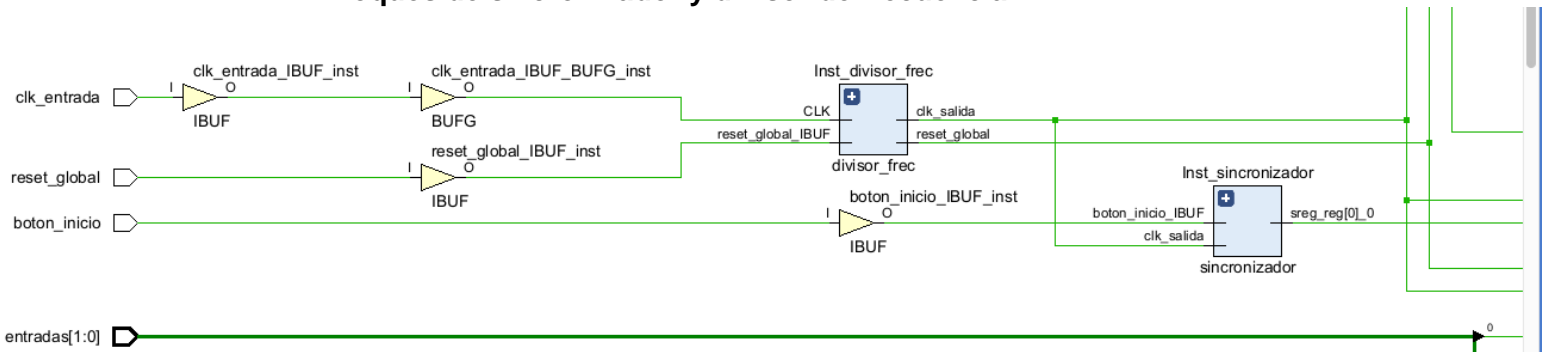 clk_entrada_IBUF_inst
clk_entrada_IBUF_BUFG_inst
Inst_divisor_frec
clk_entrada
I
O
I
O
IBUF
BUFG
CLK
clk_salida
reset_global_IBUF
reset_global
reset_global_IBUF_inst
divisor_frec
reset_global
I
O
IBUF
Inst_sincronizador
boton_inicio_IBUF_inst
boton_inicio
I
O
boton_inicio_IBUF
sreg_reg[0]_0
clk_salida
IBUF
sincronizador
entradas[1:0]
0